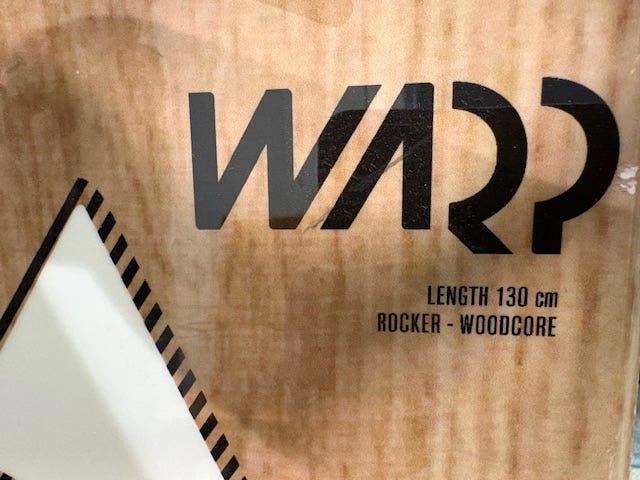 WARP
LENGTH 130 cm
ROCKER - WOODCORE